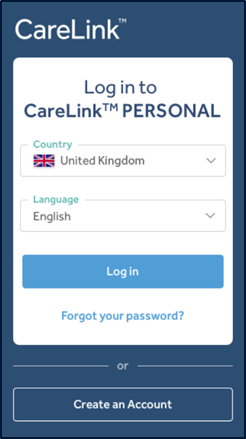 CareLink™
Log in to
CareLink™ PERSONAL
Country
United Kingdom
Language
English
Log in
Forgot your password?
or
Create an Account